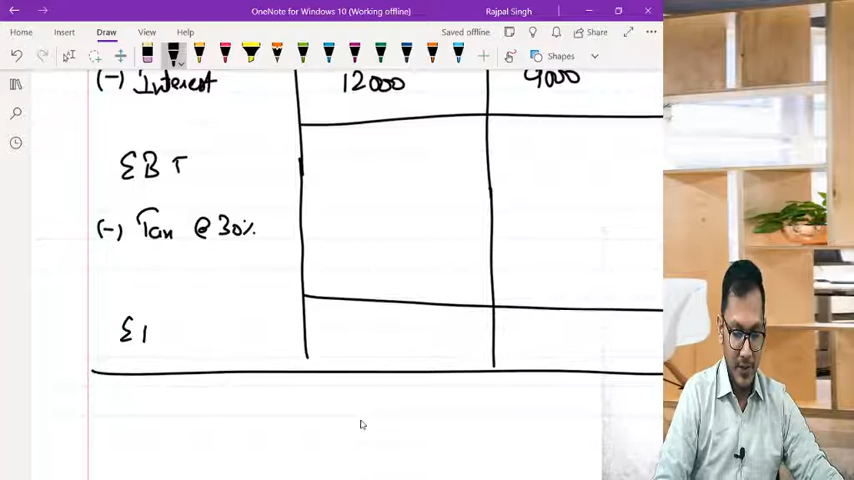 OneNote for Windows 10 (Working offline)
Rajpal Singh
Home Insert Draw View Help
Saved offline
Share
Shapes
(-) Interest 12000 9000
EBT
(-) Tax @ 30%
EI